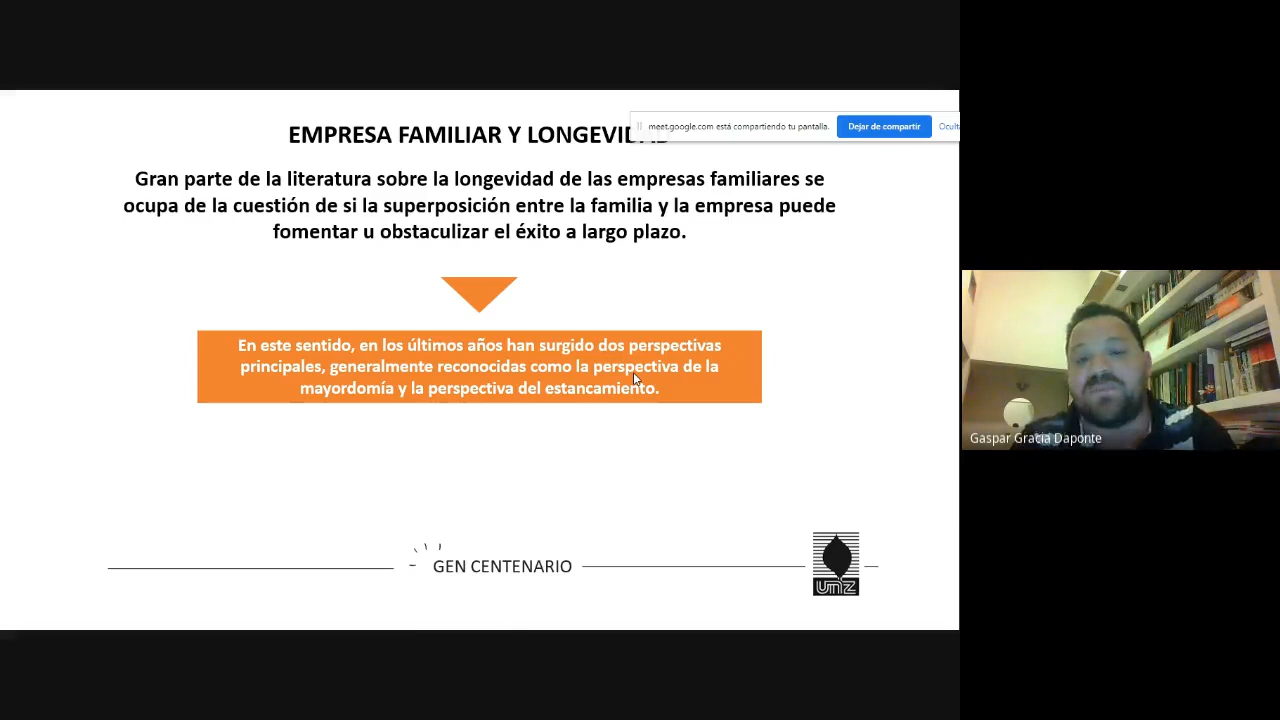 EMPRESA FAMILIAR Y LONGEVIDAD
meet.google.com está compartiendo tu pantalla.
Dejar de compartir
Gran parte de la literatura sobre la longevidad de las empresas familiares se
ocupa de la cuestión de si la superposición entre la familia y la empresa puede
fomentar u obstaculizar el éxito a largo plazo.
En este sentido, en los últimos años han surgido dos perspectivas
principales, generalmente reconocidas como la perspectiva de la
mayordomía y la perspectiva del estancamiento.
Gaspar Gracia Daponte
GEN CENTENARIO